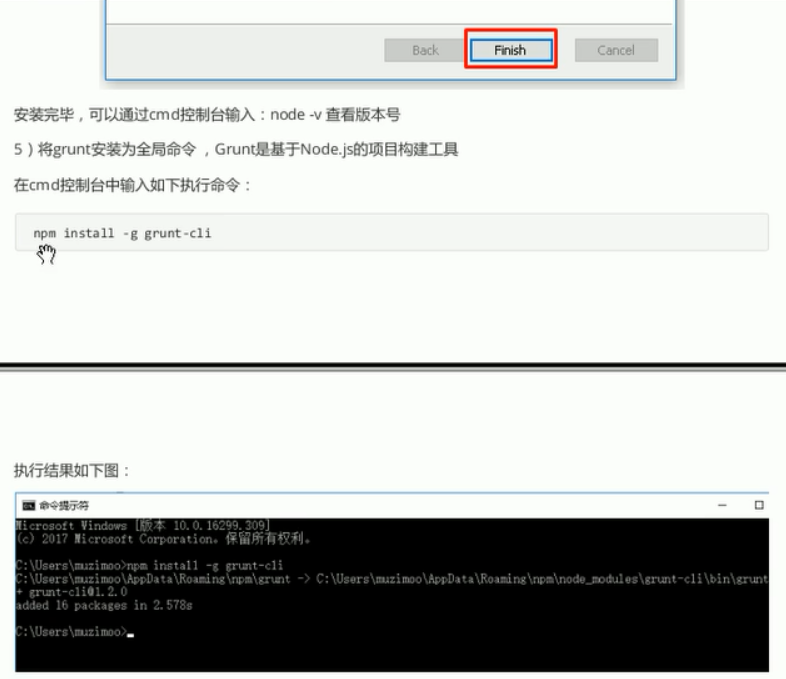 Back
Finish
Cancel
安装完毕，可以通过cmd控制台输入：node -v 查看版本号
5）将grunt安装为全局命令 ，Grunt是基于Node.js的项目构建工具
在cmd控制台中输入如下执行命令：
npm install -g grunt-cli
执行结果如下图：
命令提示符
Microsoft Windows [版本 10.0.16299.309]
(c) 2017 Microsoft Corporation。保留所有权利。
C:\Users\muzimoo>npm install -g grunt-cli
C:\Users\muzimoo\AppData\Roaming\npm\grunt -> C:\Users\muzimoo\AppData\Roaming\npm\node_modules\grunt-cli\bin\grunt
+ grunt-cli@1.2.0
added 16 packages in 2.578s
C:\Users\muzimoo>